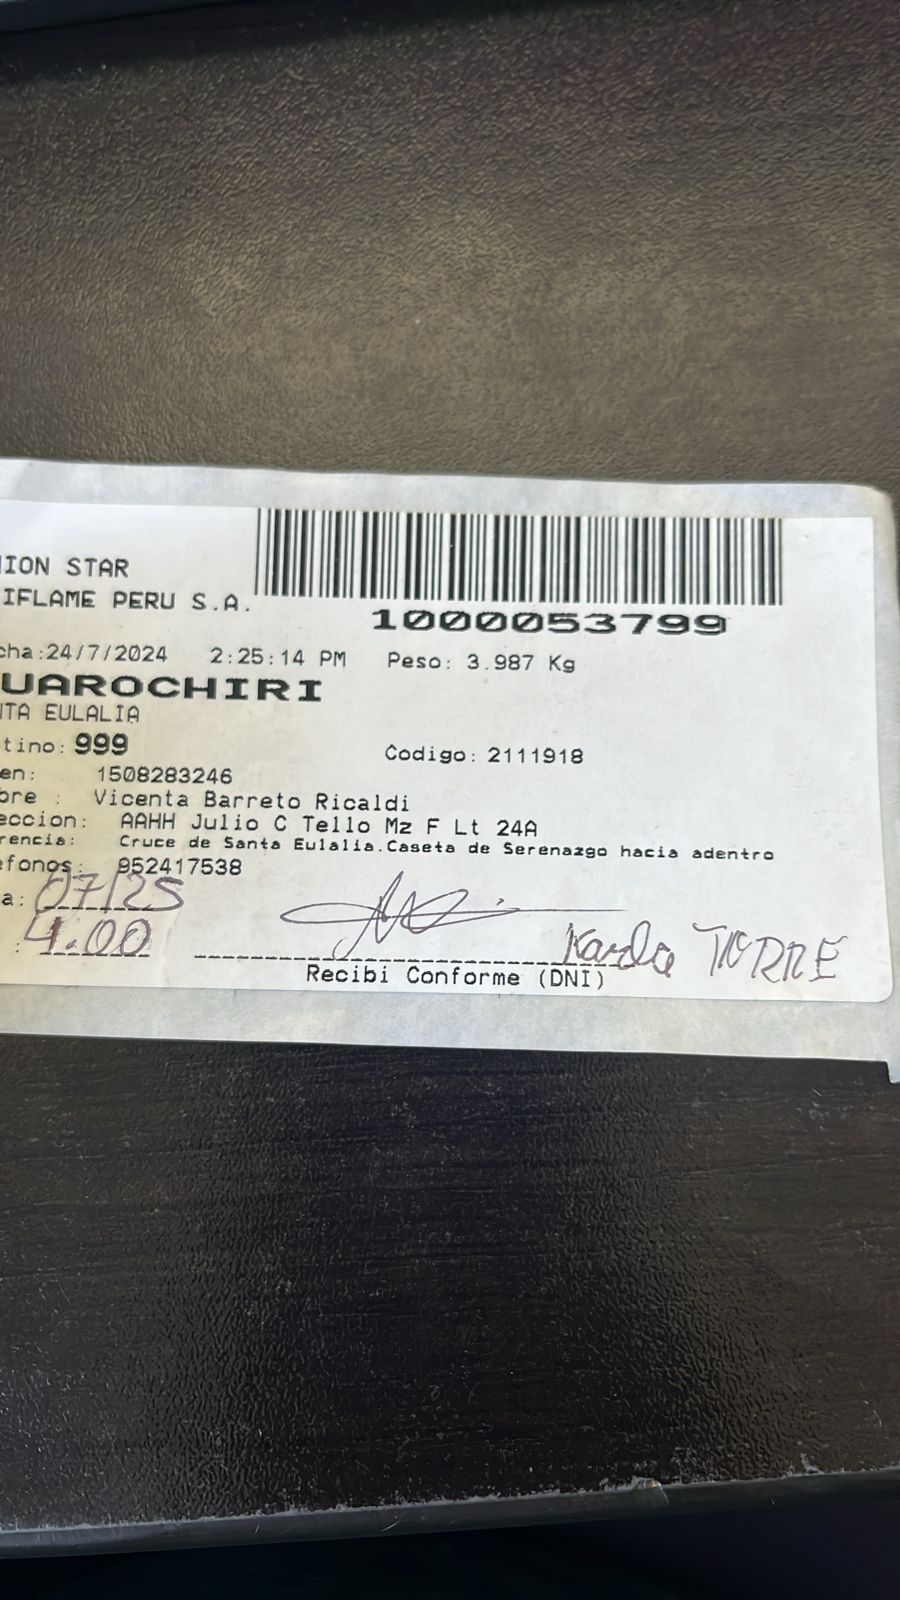 ION STAR
IFLAME PERU S.A.
1000053799
cha:24/7/2024 2:25:14 PM Peso: 3.987 Kg
UAROCHIRI
NTA EULALIA
tino: 999 Codigo: 2111918
en: 1508283246
bre : Vicenta Barreto Ricaldi
eccion: AAHH Julio C Tello Mz F Lt 24A
rencia: Cruce de Santa Eulalia.Caseta de Serenazgo hacia adentro
efonos: 952417538
a: 07/25
: 4.00
Karla TORRE
Recibi Conforme (DNI)